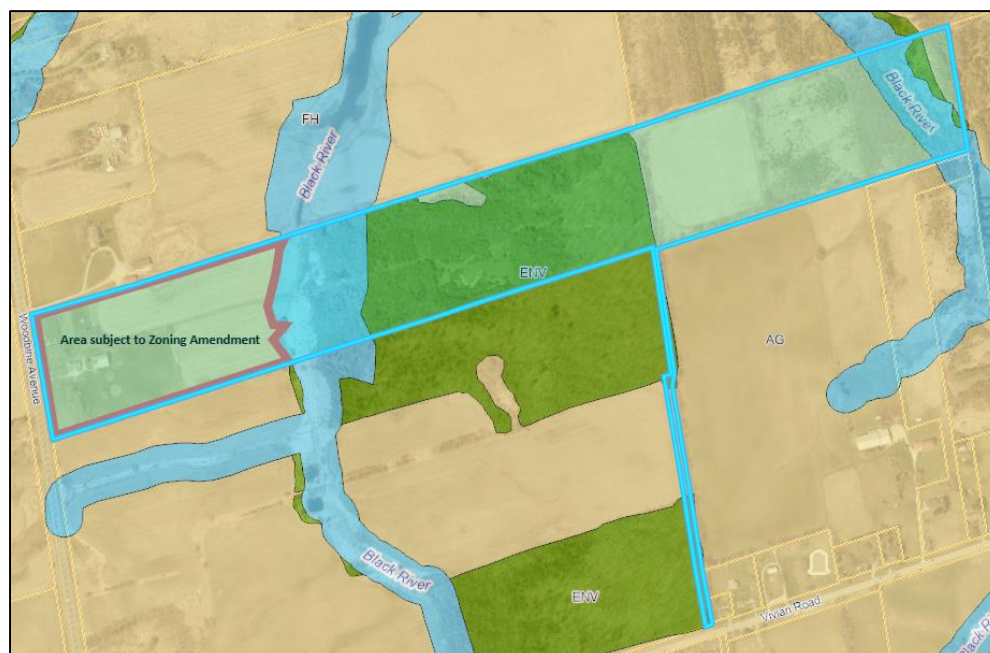 Black River
FH
Black River
ENV
Woodbine Avenue
Area subject to Zoning Amendment
AG
Black River
ENV
Vivian Road